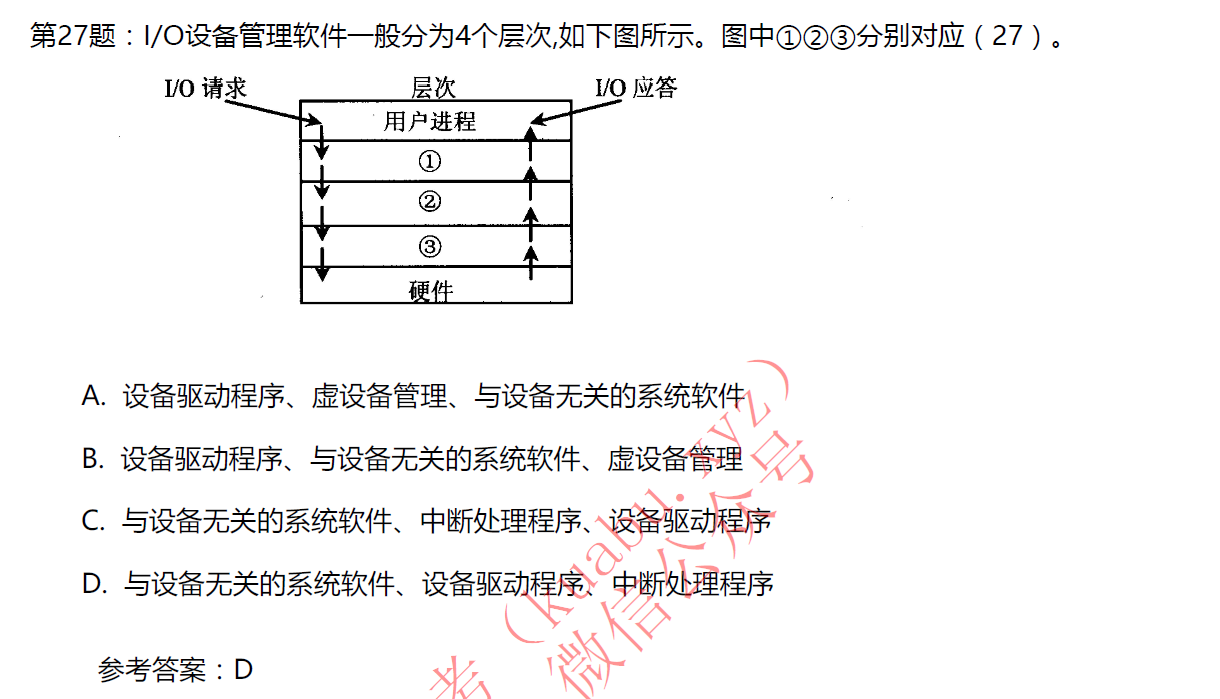 第27题：I/O设备管理软件一般分为4个层次,如下图所示。图中①②③分别对应（27）。
I/O 请求 层次 I/O 应答
用户进程
①
②
③
硬件
A. 设备驱动程序、虚设备管理、与设备无关的系统软件
B. 设备驱动程序、与设备无关的系统软件、虚设备管理
C. 与设备无关的系统软件、中断处理程序、设备驱动程序
D. 与设备无关的系统软件、设备驱动程序、中断处理程序
参考答案：D
考（kuabu.xyz）
微信公众号